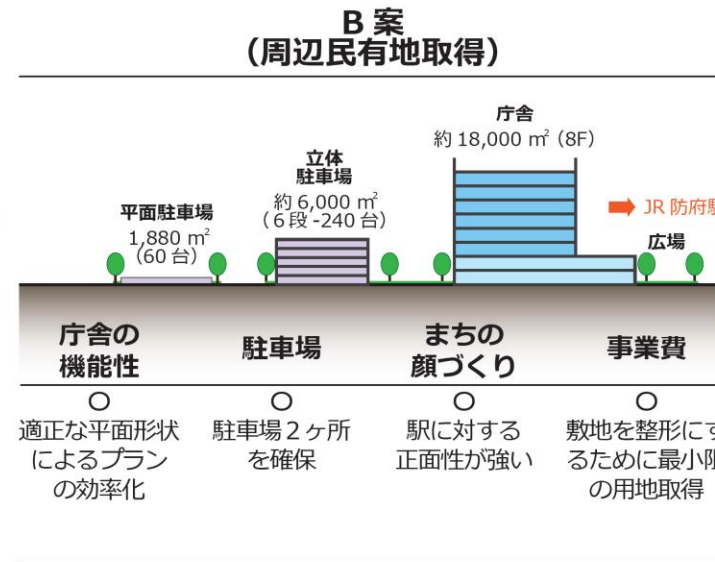 B 案
（周辺民有地取得）
庁舎
約 18,000 ㎡（8F）
立体
駐車場
約 6,000 ㎡
（６段 -240 台）
平面駐車場
1,880 ㎡
（60 台）
JR 防府
広場
庁舎の
機能性
駐車場
まちの
顔づくり
事業費
○
○
○
○
適正な平面形状
によるプラン
の効率化
駐車場２ヶ所
を確保
駅に対する
正面性が強い
敷地を整形に
るために最小
の用地取得